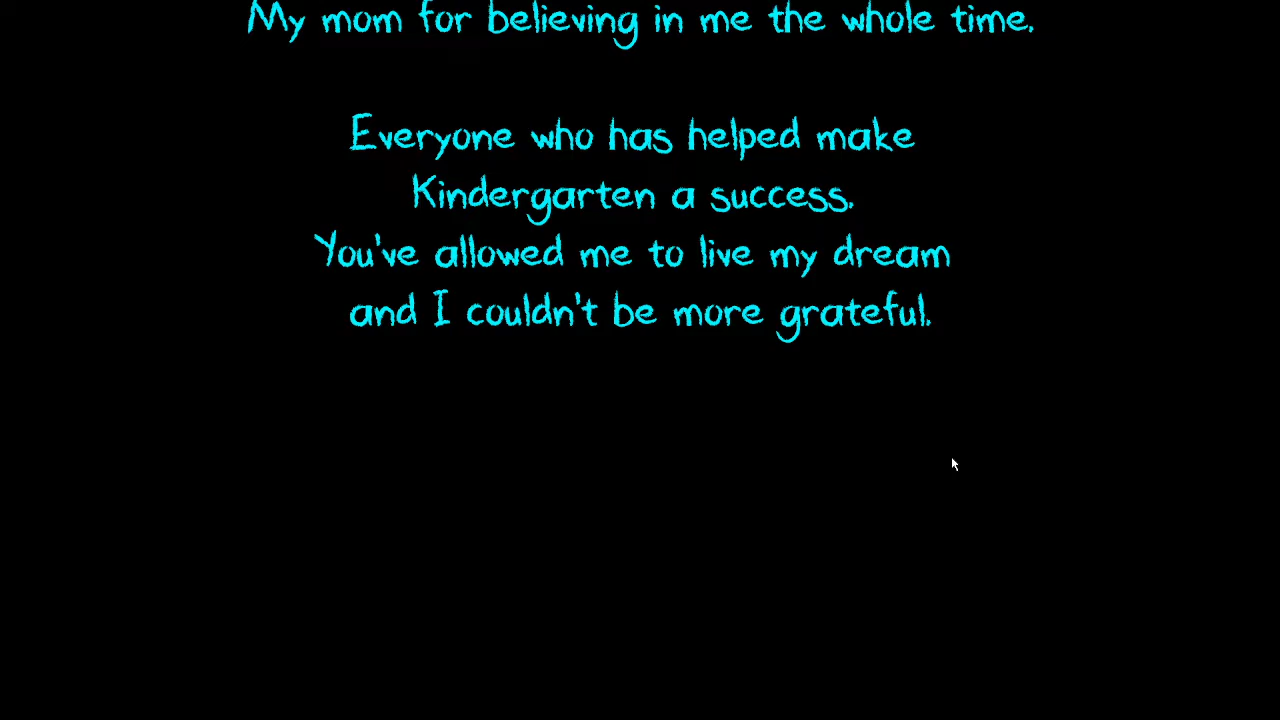 My mom for believing in me the whole time.
Everyone who has helped make
Kindergarten a success.
You've allowed me to live my dream
and I couldn't be more grateful.